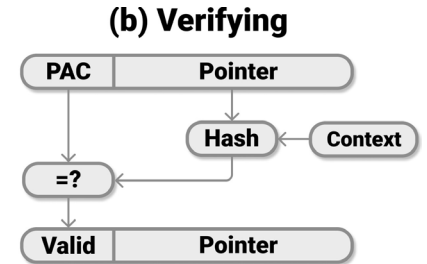 (b) Verifying
PAC Pointer
Hash Context
=?
Valid Pointer